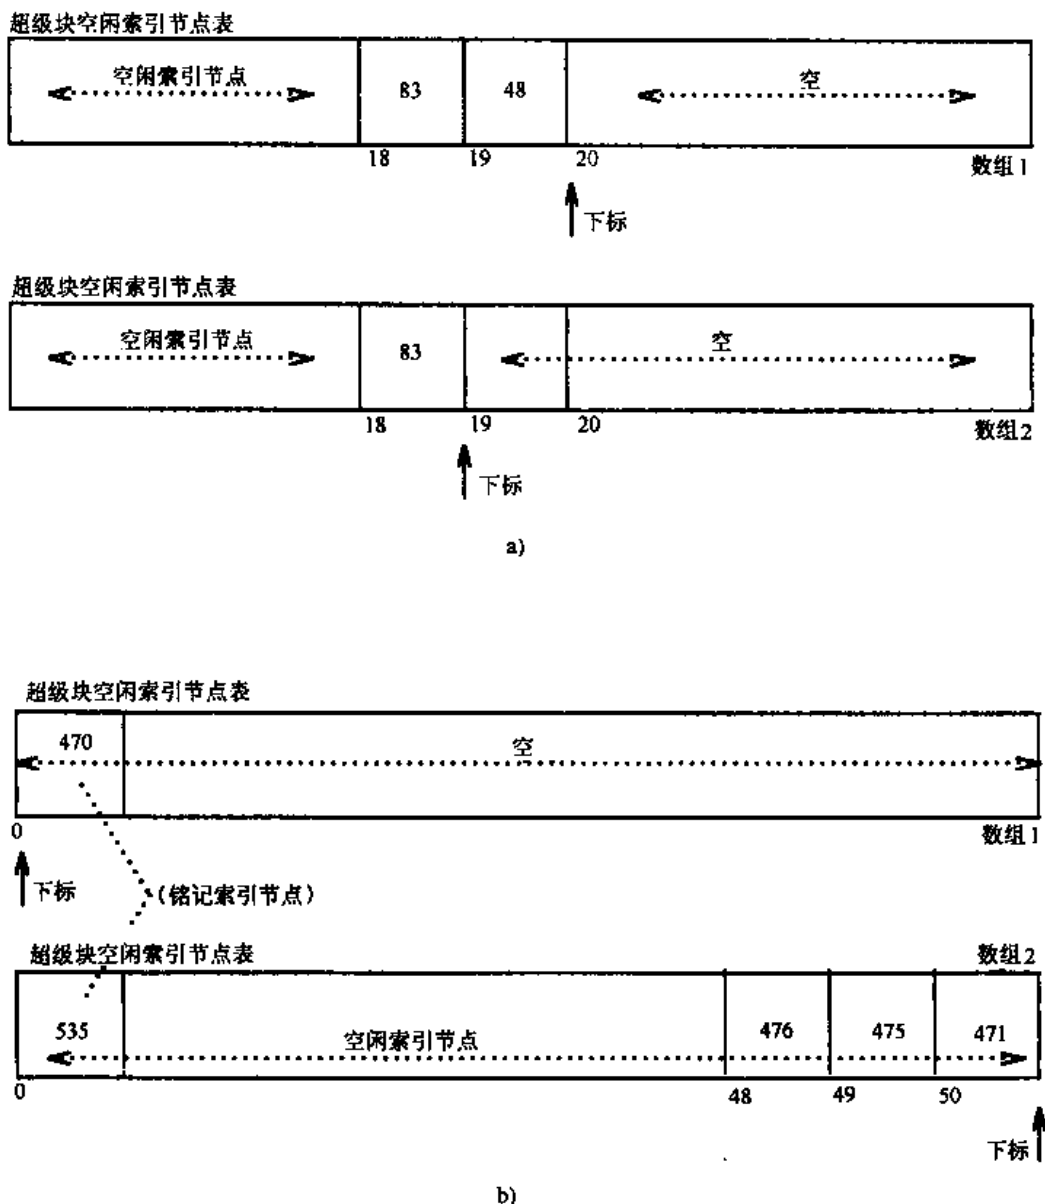 超级块空闲索引节点表
空闲索引节点 83 48 空
18 19 20 数组1
下标
超级块空闲索引节点表
空闲索引节点 83 空
18 19 20 数组2
下标
a)
超级块空闲索引节点表
470 空
0 数组1
下标 (铭记索引节点)
超级块空闲索引节点表 数组2
535 空闲索引节点 476 475 471
0 48 49 50
下标
b)